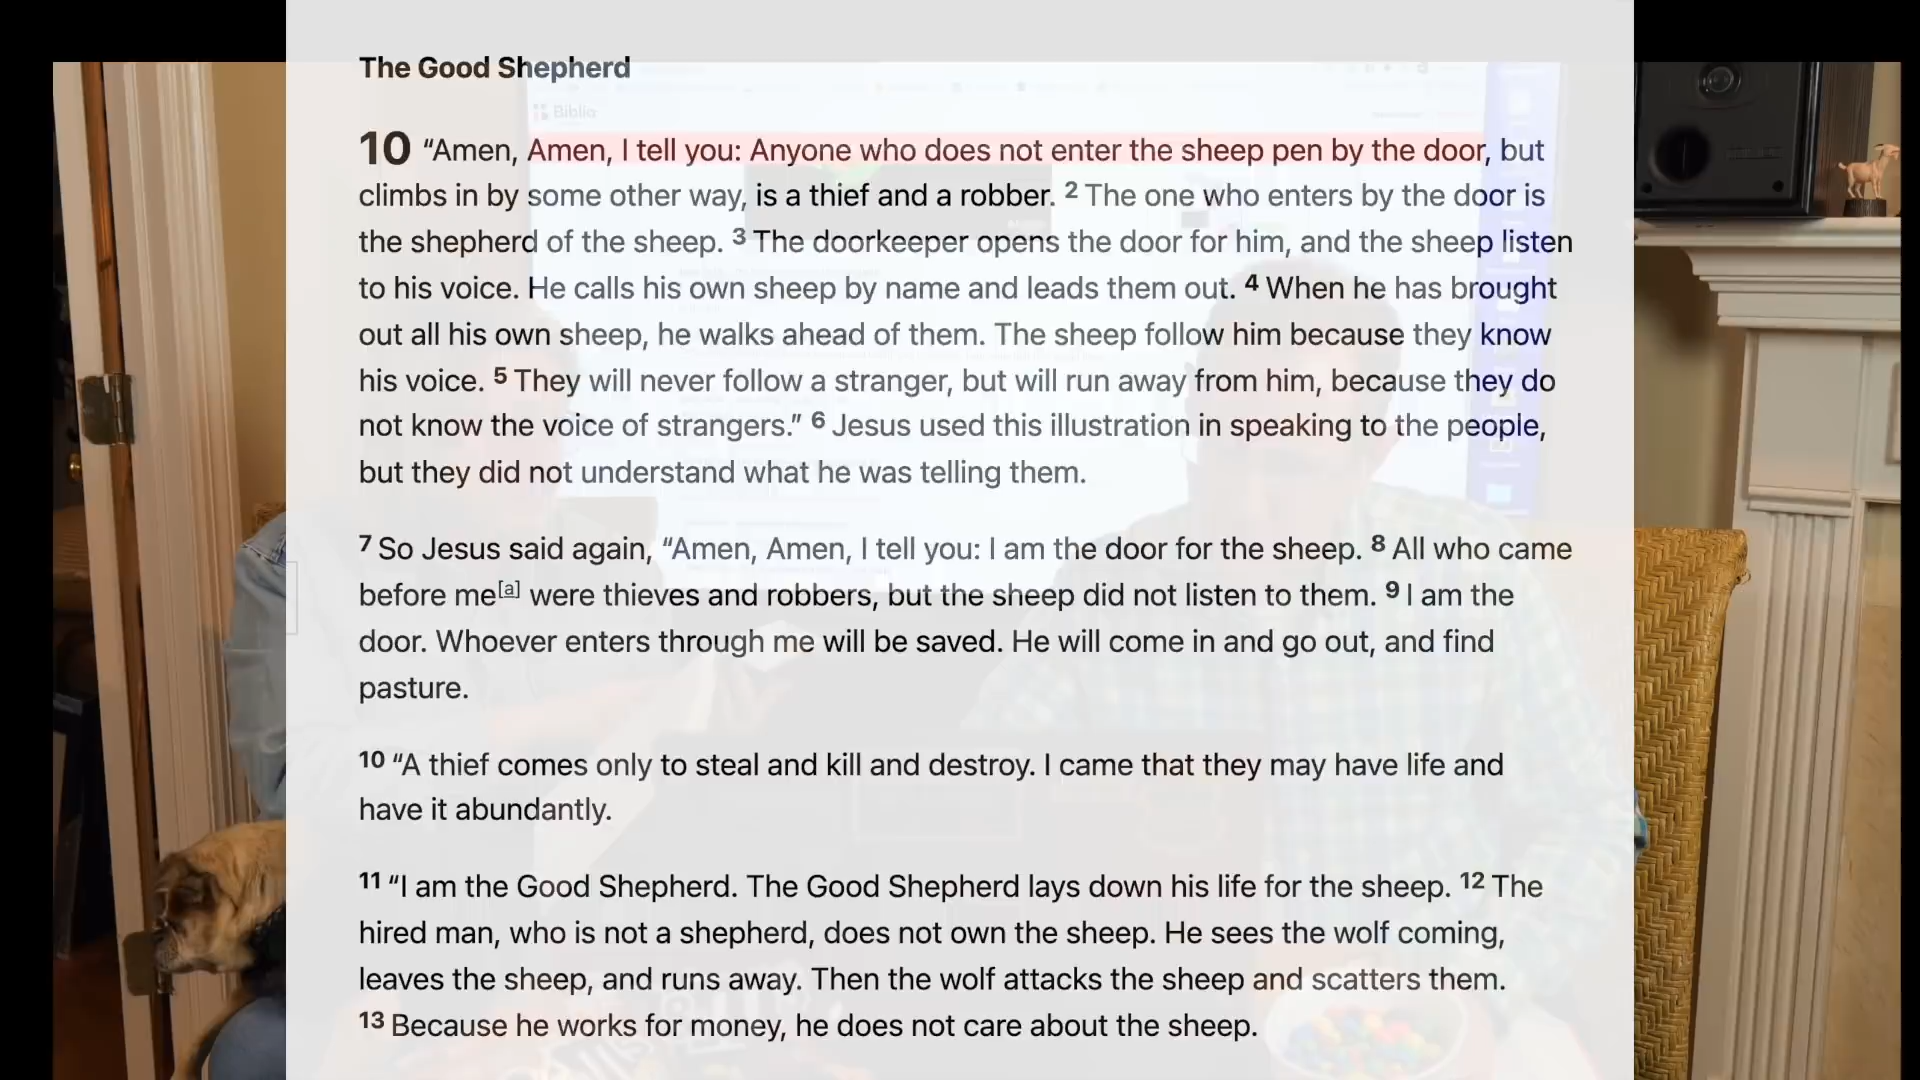 The Good Shepherd
Biblia
10 “Amen, Amen, I tell you: Anyone who does not enter the sheep pen by the door, but
climbs in by some other way, is a thief and a robber. 2 The one who enters by the door is
the shepherd of the sheep. 3 The doorkeeper opens the door for him, and the sheep listen
to his voice. He calls his own sheep by name and leads them out. 4 When he has brought
out all his own sheep, he walks ahead of them. The sheep follow him because they know
his voice. 5 They will never follow a stranger, but will run away from him, because they do
not know the voice of strangers.” 6 Jesus used this illustration in speaking to the people,
but they did not understand what he was telling them.
7 So Jesus said again, “Amen, Amen, I tell you: I am the door for the sheep. 8 All who came
before me[a] were thieves and robbers, but the sheep did not listen to them. 9 I am the
door. Whoever enters through me will be saved. He will come in and go out, and find
pasture.
10 “A thief comes only to steal and kill and destroy. I came that they may have life and
have it abundantly.
11 “I am the Good Shepherd. The Good Shepherd lays down his life for the sheep. 12 The
hired man, who is not a shepherd, does not own the sheep. He sees the wolf coming,
leaves the sheep, and runs away. Then the wolf attacks the sheep and scatters them.
13 Because he works for money, he does not care about the sheep.